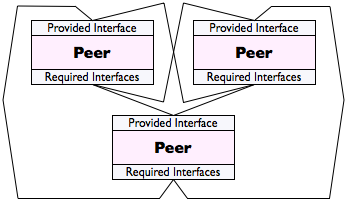 Provided Interface
Peer
Required Interfaces
Provided Interface
Peer
Required Interfaces
Provided Interface
Peer
Required Interfaces